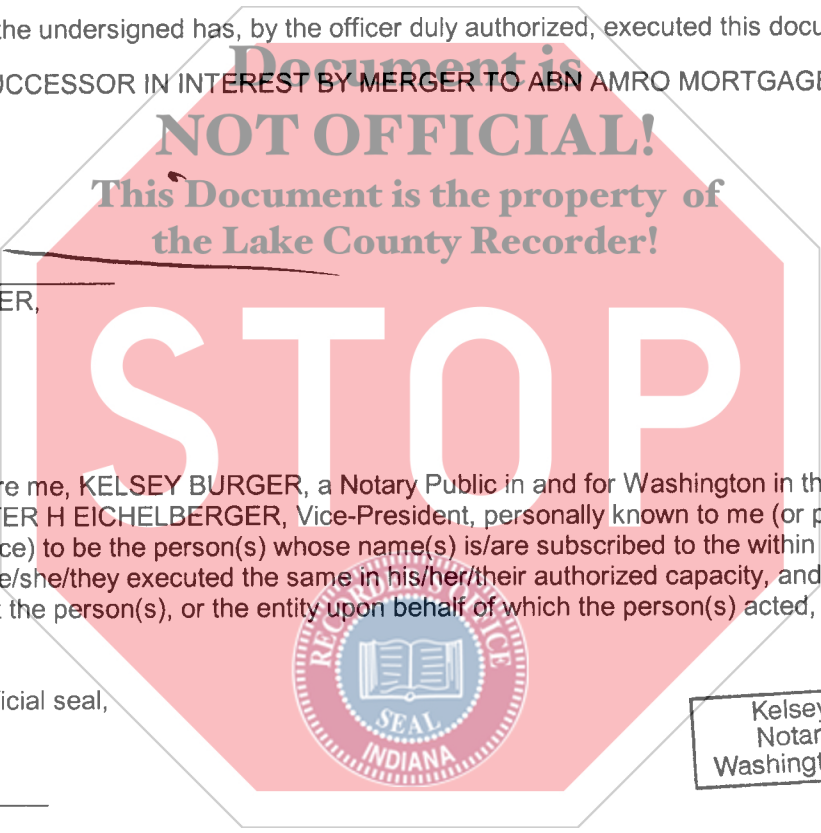 the undersigned has, by the officer duly authorized, executed this docu
Document is
UCCESSOR IN INTEREST BY MERGER TO ABN AMRO MORTGAGE
NOT OFFICIAL!
This Document is the property of
the Lake County Recorder!
ER,
STOP
re me, KELSEY BURGER, a Notary Public in and for Washington in th
ER H EICHELBERGER, Vice-President, personally known to me (or p
ce) to be the person(s) whose name(s) is/are subscribed to the within
e/she/they executed the same in his/her/their authorized capacity, and
t the person(s), or the entity upon behalf of which the person(s) acted,
RECORDER'S OFFICE
SEAL
INDIANA
icial seal,
Kelsey
Notar
Washingt